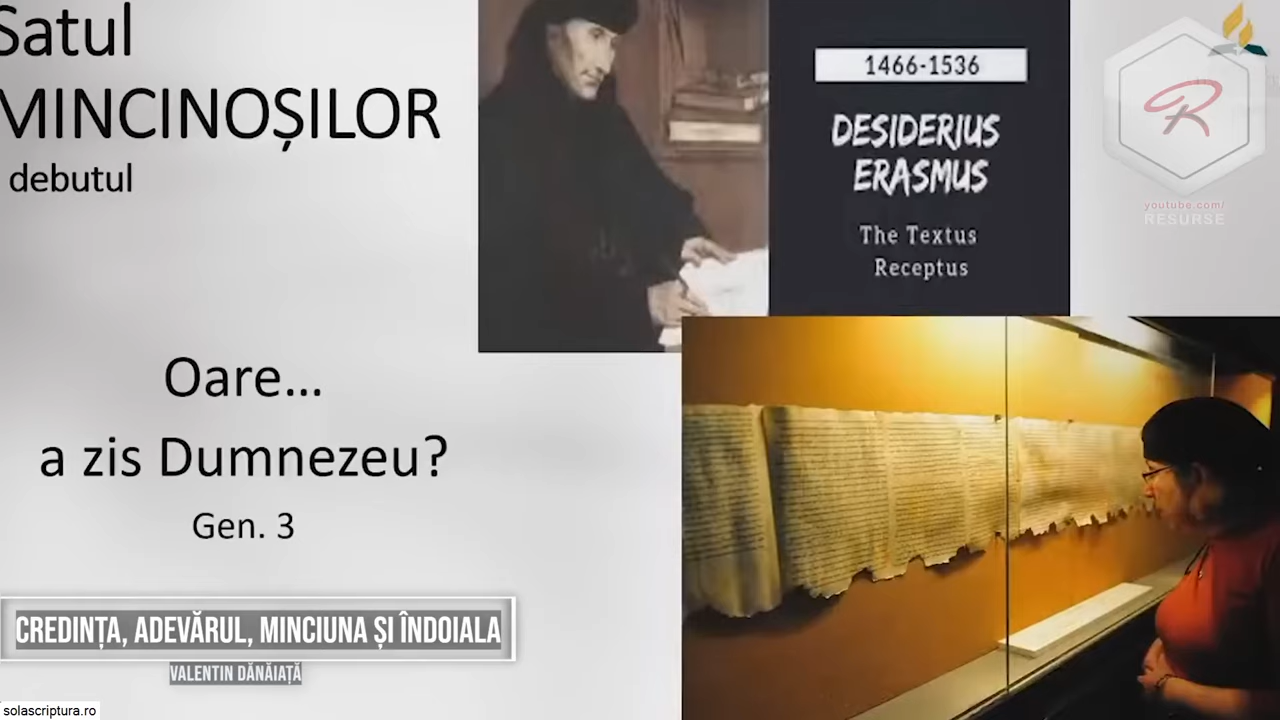 Satul
MINCINOȘILOR
debutul
1466-1536
DESIDERIUS
ERASMUS
The Textus
Receptus
R
youtube.com/
RESURSE
Oare...
a zis Dumnezeu?
Gen. 3
CREDINȚA, ADEVĂRUL, MINCIUNA ȘI ÎNDOIALA
VALENTIN DĂNĂIAȚĂ
solascriptura.ro